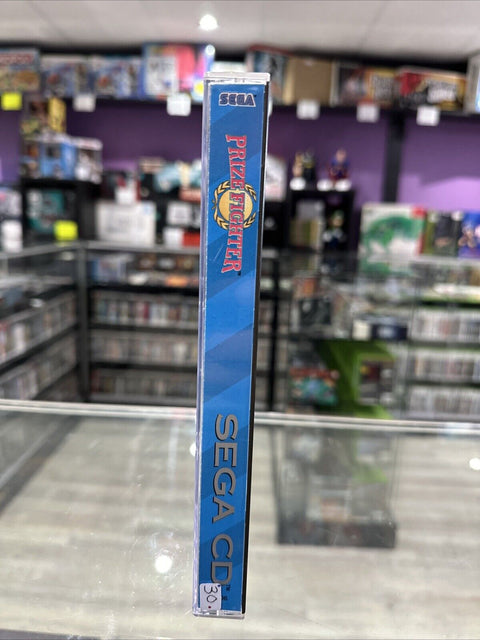 SEGA
PRIZE FIGHTER
SEGA CD
30.